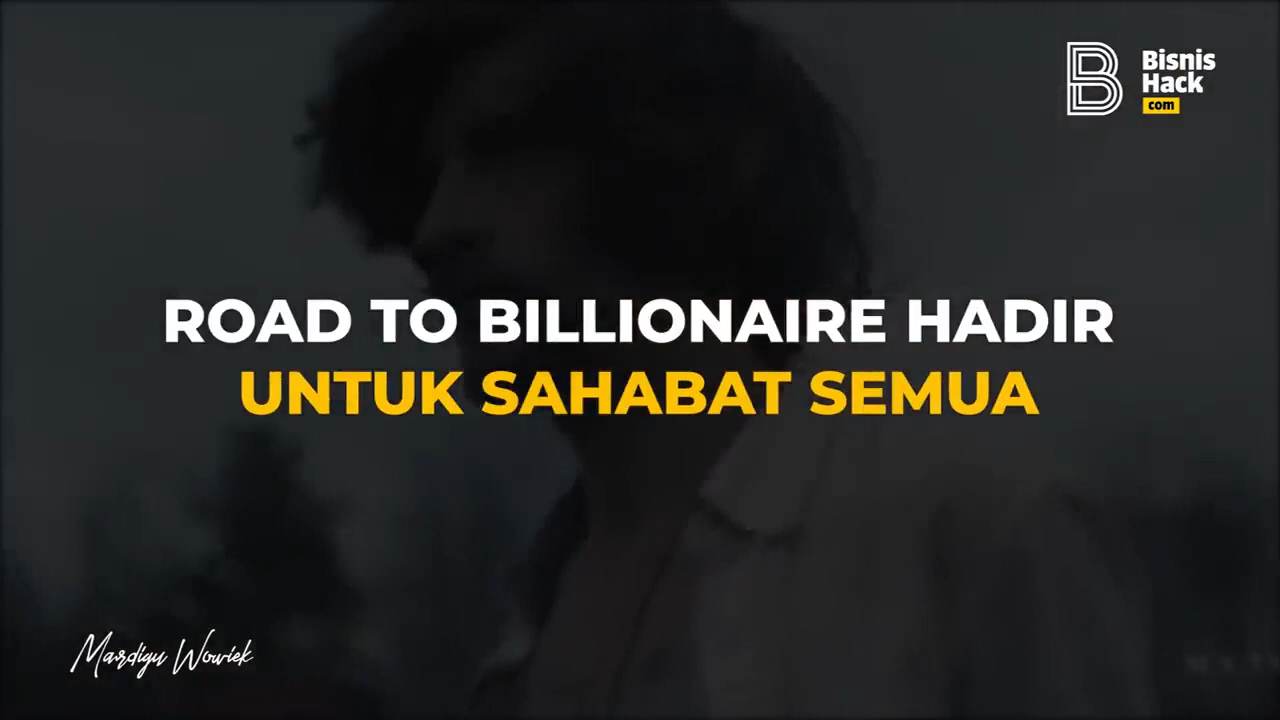 Bisnis
Hack
com
ROAD TO BILLIONAIRE HADIR
UNTUK SAHABAT SEMUA
Mardigu Wowiek